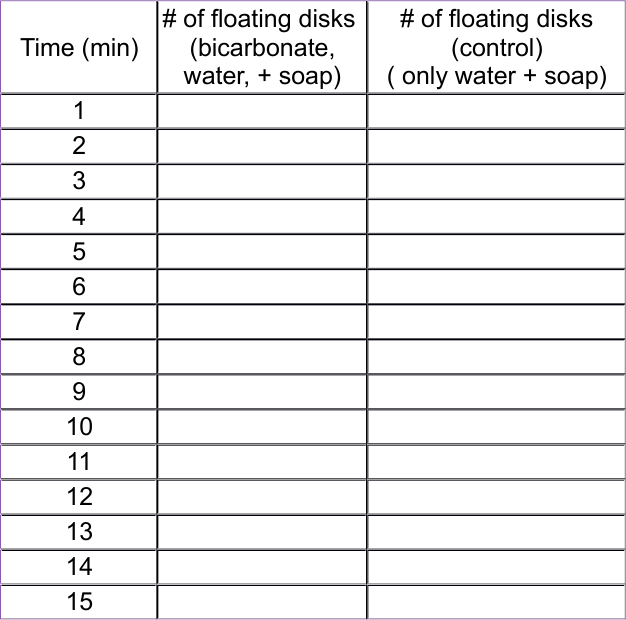 Time (min)
# of floating disks
(bicarbonate,
water, + soap)
# of floating disks
(control)
( only water + soap)
1
2
3
4
5
6
7
8
9
10
11
12
13
14
15